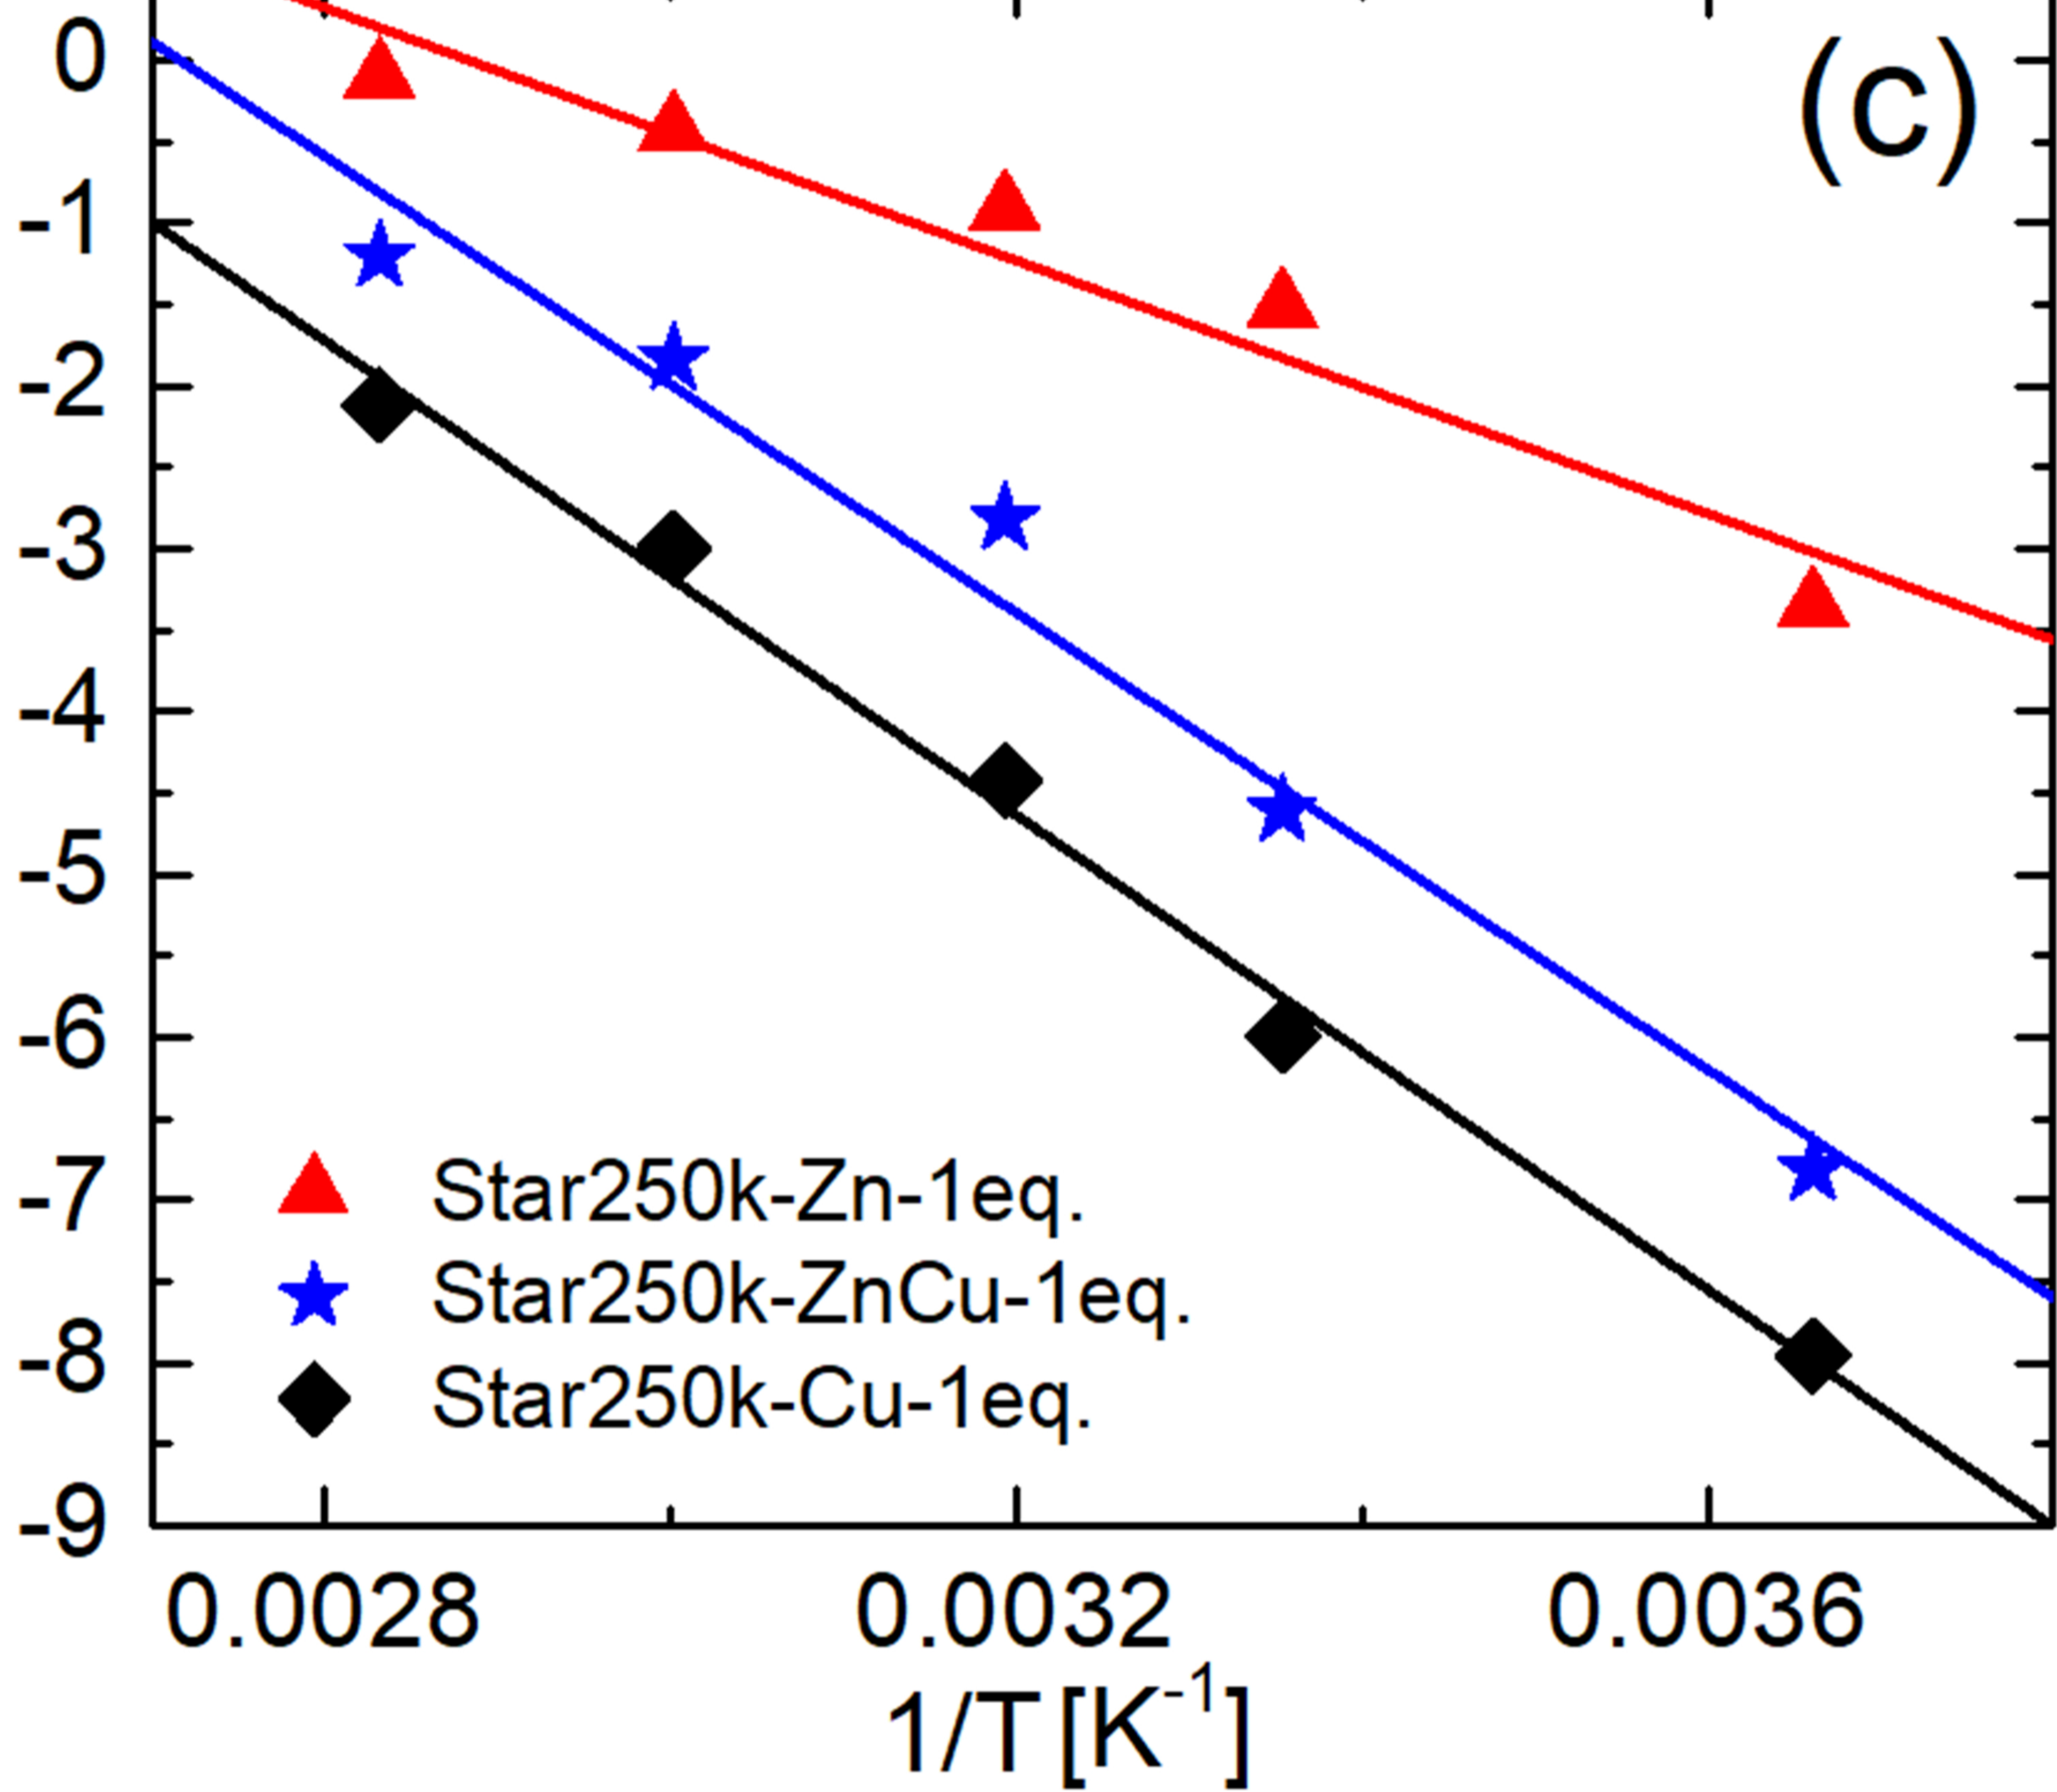 (c)
0
-1
-2
-3
-4
-5
-6
-7
-8
-9
Star250k-Zn-1eq.
Star250k-ZnCu-1eq.
Star250k-Cu-1eq.
0.0028 0.0032 0.0036
1/T [K⁻¹]